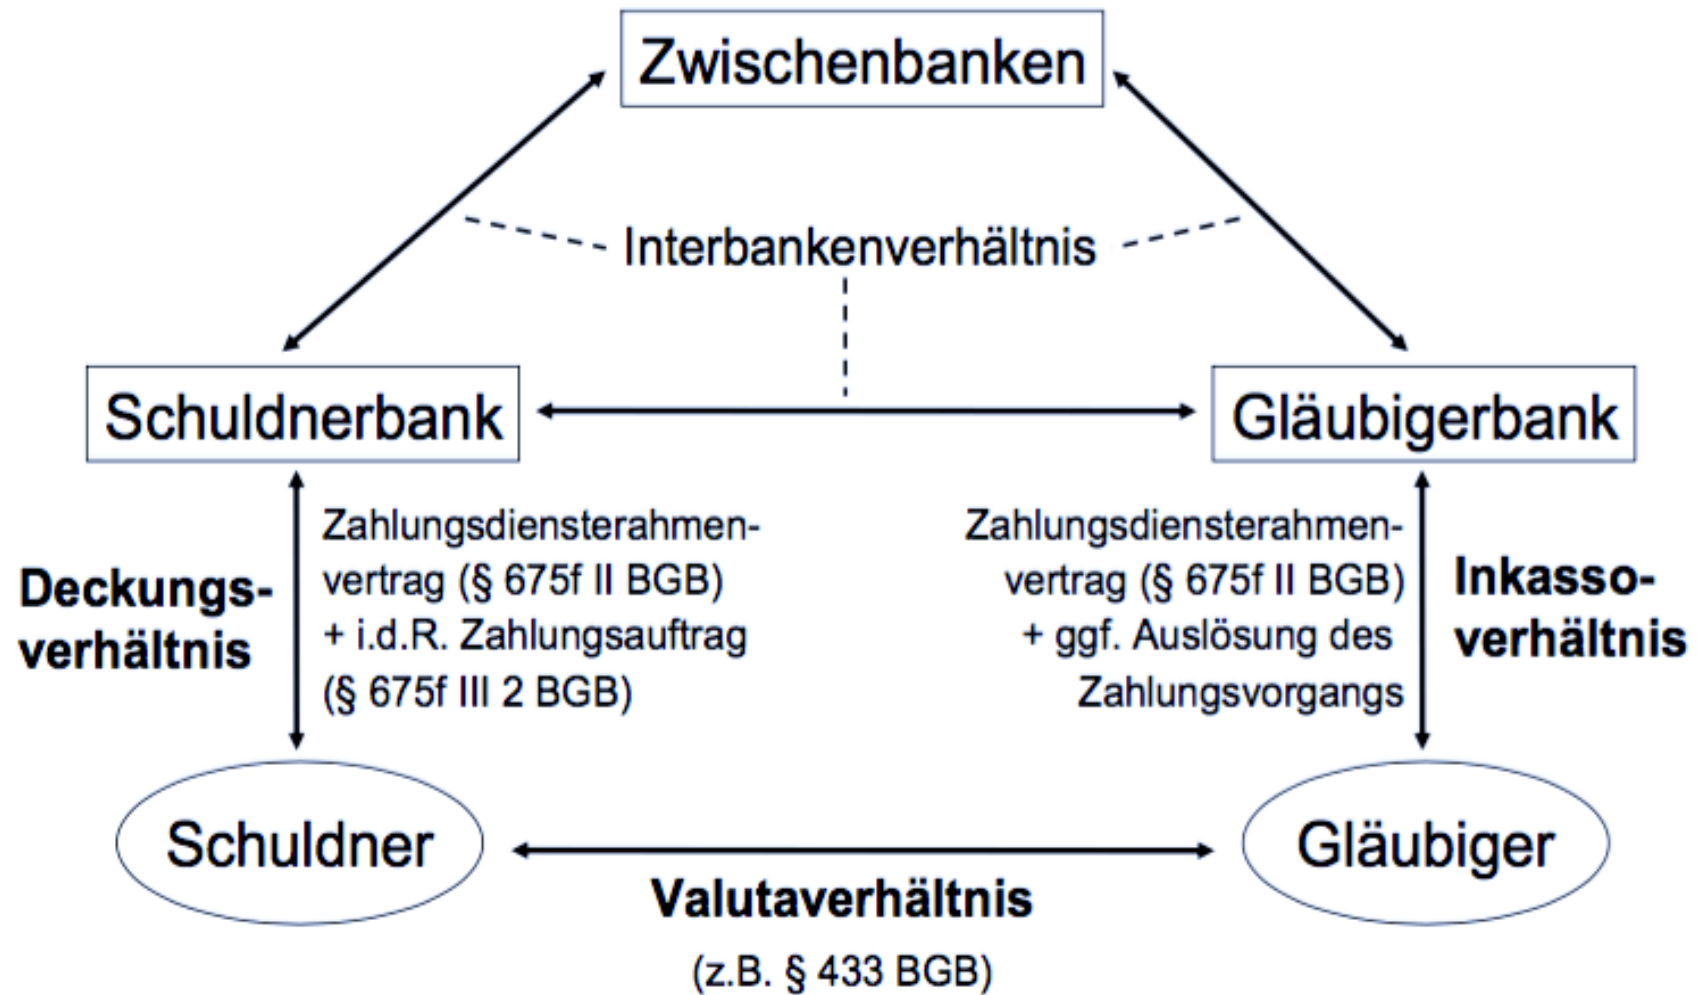 Zwischenbanken
Interbankenverhältnis
Schuldnerbank
Gläubigerbank
Deckungs-
verhältnis
Zahlungsdiensterahmen-
vertrag (§ 675f II BGB)
+ i.d.R. Zahlungsauftrag
(§ 675f III 2 BGB)
Zahlungsdiensterahmen-
vertrag (§ 675f II BGB)
+ ggf. Auslösung des
Zahlungsvorgangs
Inkasso-
verhältnis
Schuldner
Gläubiger
Valutaverhältnis
(z.B. § 433 BGB)